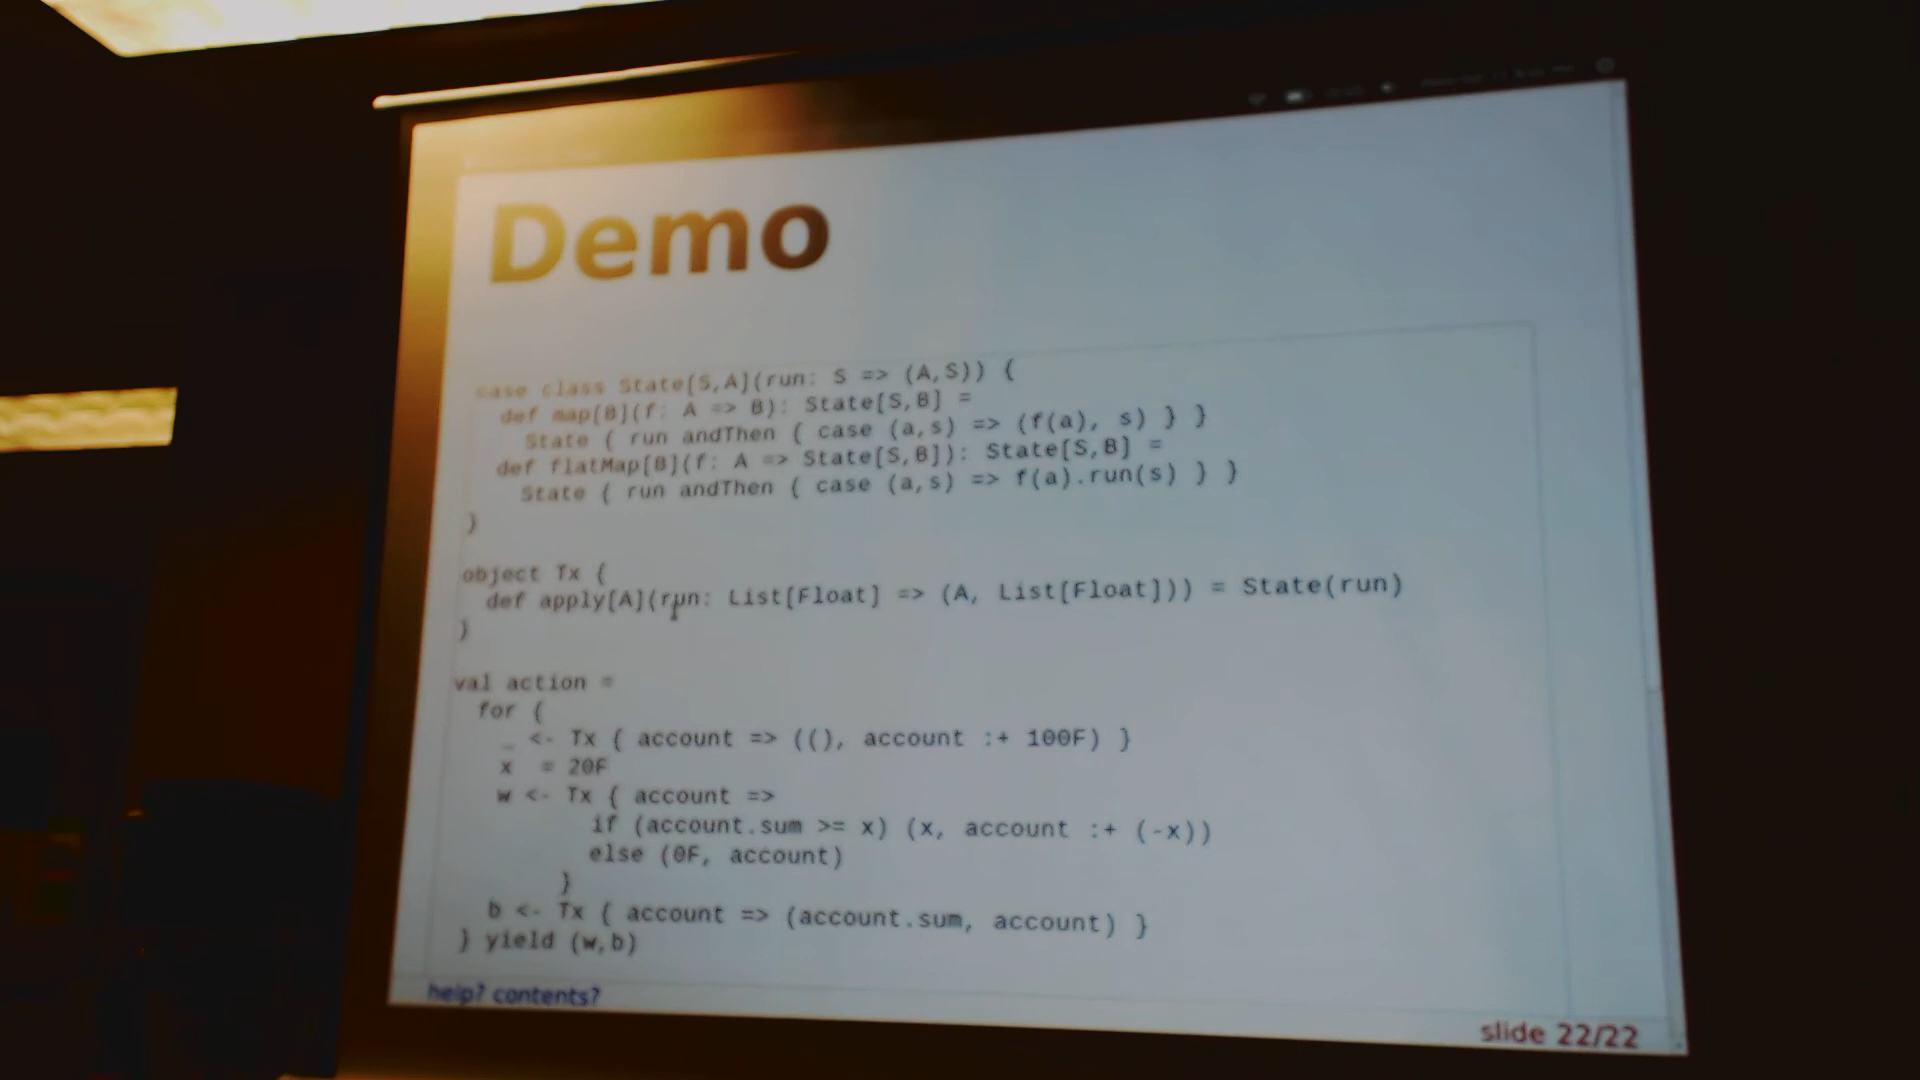 Demo
case class State[S,A](run: S => (A,S)) {
def map[B](f: A => B): State[S,B] =
State { run andThen { case (a,s) => (f(a), s) } }
def flatMap[B](f: A => State[S,B]): State[S,B] =
State { run andThen { case (a,s) => f(a).run(s) } }
}
object Tx {
def apply[A](run: List[Float] => (A, List[Float])) = State(run)
}
val action =
for {
_ <- Tx { account => ((), account :+ 100F) }
x = 20F
w <- Tx { account =>
if (account.sum >= x) (x, account :+ (-x))
else (0F, account)
}
b <- Tx { account => (account.sum, account) }
} yield (w,b)
help? contents?
slide 22/22